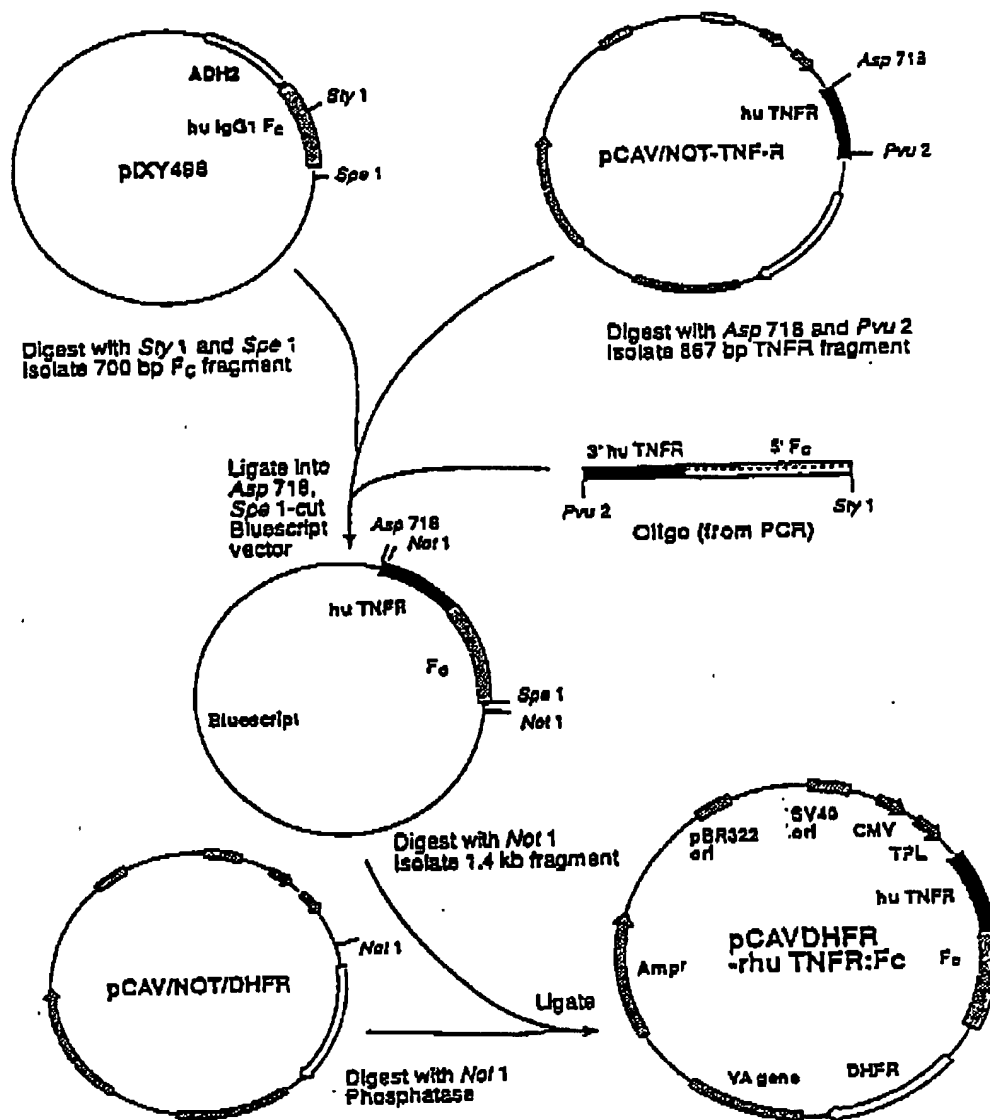 ADH2
Sty 1
hu IgG1 Fc
pIXY498
Spe 1
Asp 718
hu TNFR
pCAV/NOT-TNF-R
Pvu 2
Digest with Sty 1 and Spe 1
Isolate 700 bp Fc fragment
Digest with Asp 718 and Pvu 2
Isolate 867 bp TNFR fragment
3' hu TNFR 5' Fc
Pvu 2 Sty 1
Oligo (from PCR)
Ligate into
Asp 718,
Spe 1-cut
Bluescript
vector
Asp 718
Not 1
hu TNFR
Fc
Spe 1
Not 1
Bluescript
Digest with Not 1
Isolate 1.4 kb fragment
Not 1
pCAV/NOT/DHFR
Digest with Not 1
Phosphatase
Ligate
pBR322
ori
SV40
ori
CMV
TPL
hu TNFR
pCAVDHFR
-rhu TNFR:Fc
Fc
Ampr
VA gene
DHFR